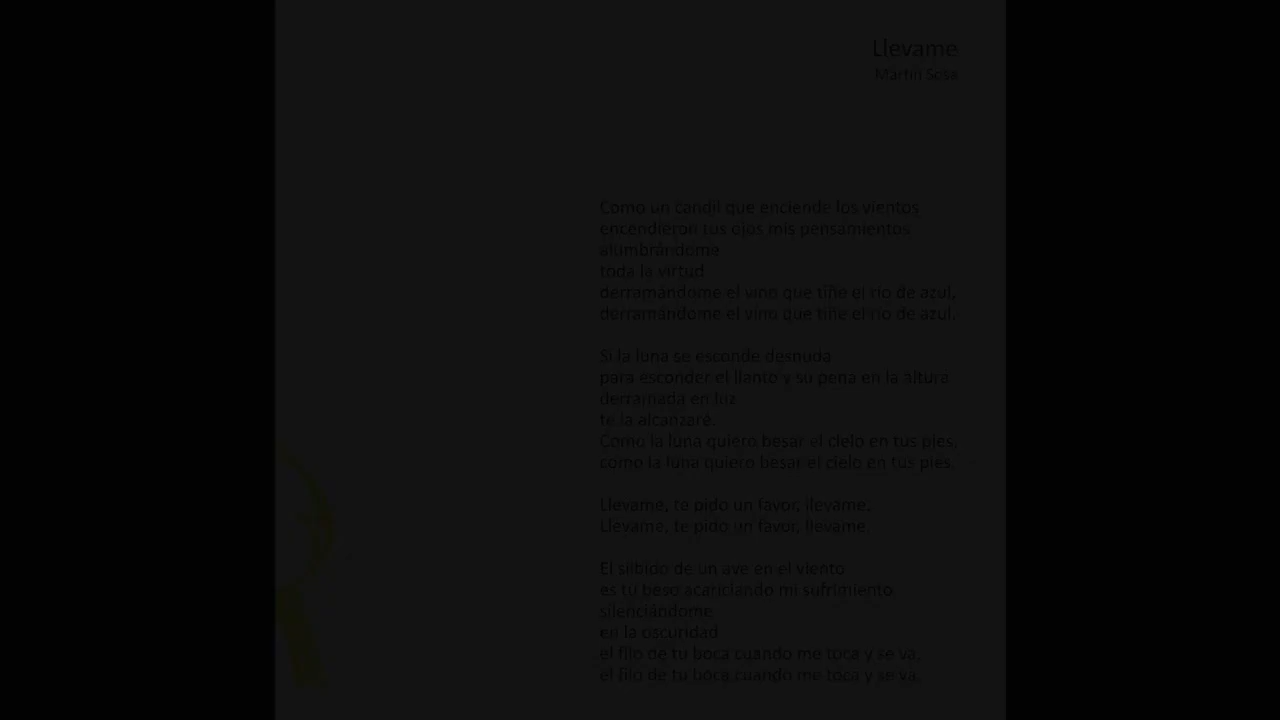 Llevame
Martín Sosa
Como un candil que enciende los vientos
encendieron tus ojos mis pensamientos
alumbrándome
toda la virtud
derramándome el vino que tiñe el río de azul,
derramándome el vino que tiñe el río de azul.
Si la luna se esconde desnuda
para esconder el llanto y su pena en la altura
derramada en luz
te la alcanzaré.
Como la luna quiero besar el cielo en tus pies,
como la luna quiero besar el cielo en tus pies.
Llevame, te pido un favor, llevame.
Llevame, te pido un favor, llevame.
El silbido de un ave en el viento
es tu beso acariciando mi sufrimiento
silenciándome
en la oscuridad
el filo de tu boca cuando me toca y se va,
el filo de tu boca cuando me toca y se va.